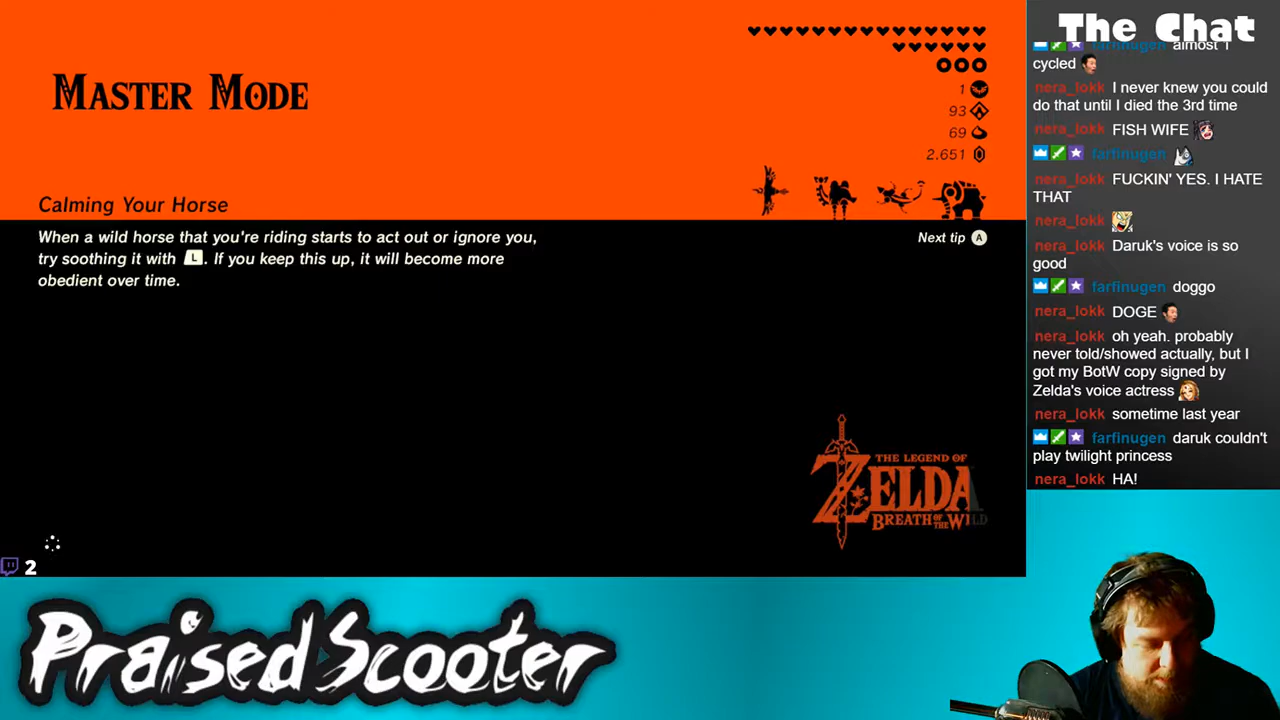 MASTER MODE
1
93
69
2.651
Calming Your Horse
When a wild horse that you're riding starts to act out or ignore you,
try soothing it with L. If you keep this up, it will become more
obedient over time.
Next tip A
THE LEGEND OF
ZELDA
BREATH OF THE WILD
2
PraisedScooter
The Chat
farfinugen almost 1
cycled
nera_lokk I never knew you could
do that until I died the 3rd time
nera_lokk FISH WIFE
farfinugen
nera_lokk FUCKIN' YES. I HATE
THAT
nera_lokk
nera_lokk Daruk's voice is so
good
farfinugen doggo
nera_lokk DOGE
nera_lokk oh yeah. probably
never told/showed actually, but I
got my BotW copy signed by
Zelda's voice actress
nera_lokk sometime last year
farfinugen daruk couldn't
play twilight princess
nera_lokk HA!